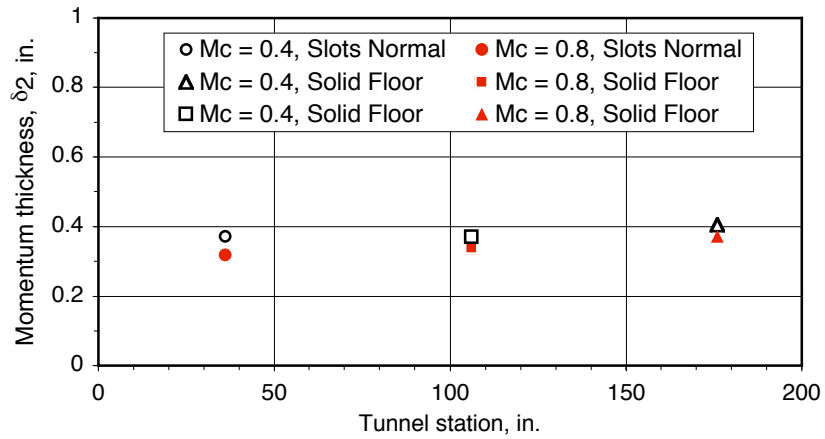 1
0.8
0.6
0.4
0.2
0
Momentum thickness, δ2, in.
Mc = 0.4, Slots Normal
Mc = 0.8, Slots Normal
Mc = 0.4, Solid Floor
Mc = 0.8, Solid Floor
Mc = 0.4, Solid Floor
Mc = 0.8, Solid Floor
0 50 100 150 200
Tunnel station, in.